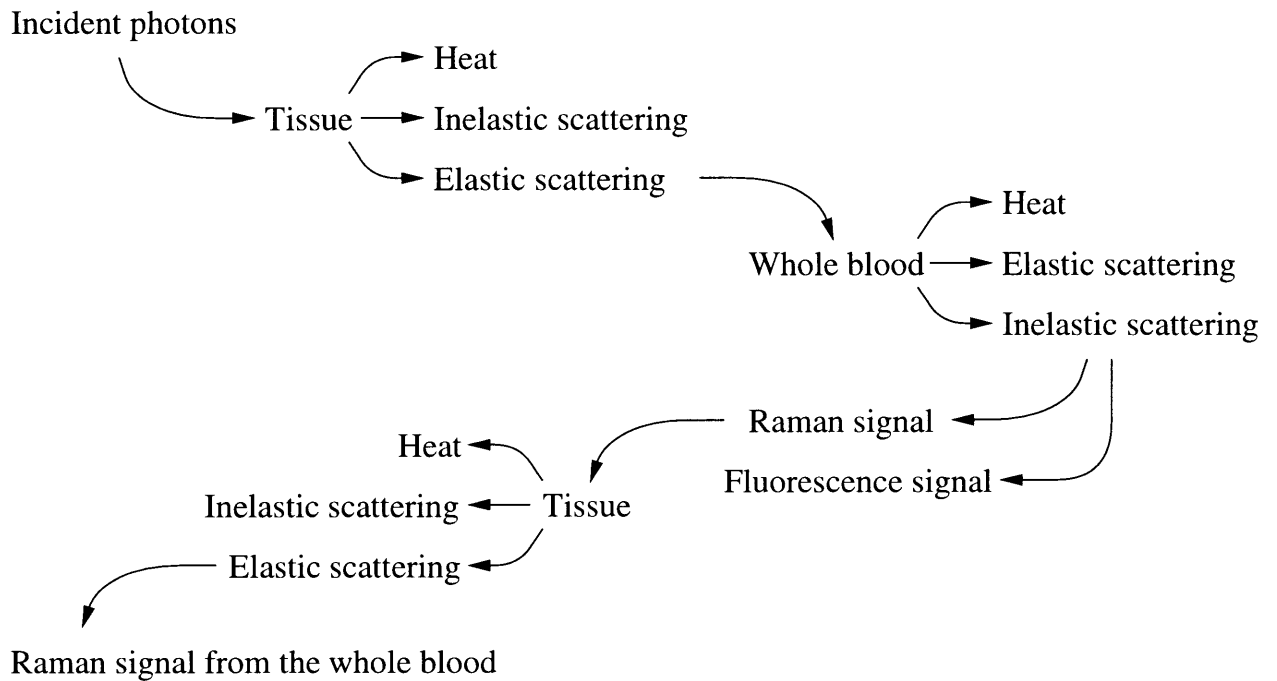 Incident photons
Heat
Tissue
Inelastic scattering
Elastic scattering
Heat
Whole blood
Elastic scattering
Inelastic scattering
Raman signal
Fluorescence signal
Heat
Inelastic scattering
Tissue
Elastic scattering
Raman signal from the whole blood